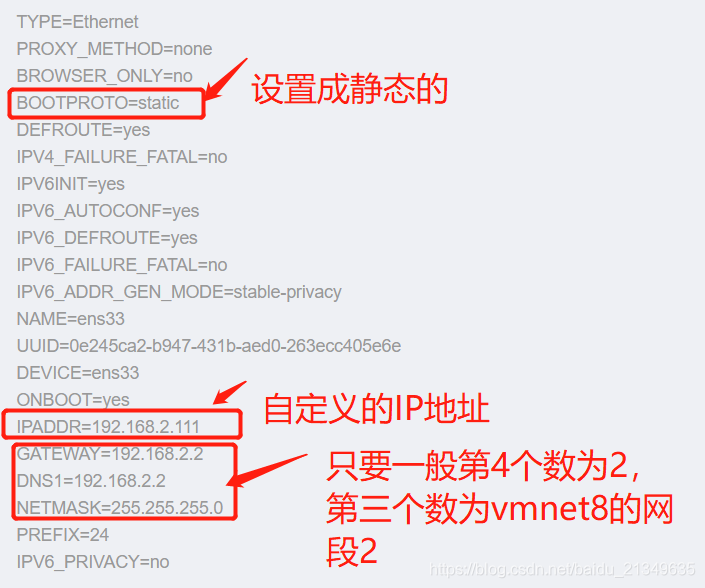 TYPE=Ethernet
PROXY_METHOD=none
BROWSER_ONLY=no
BOOTPROTO=static
设置成静态的
DEFROUTE=yes
IPV4_FAILURE_FATAL=no
IPV6INIT=yes
IPV6_AUTOCONF=yes
IPV6_DEFROUTE=yes
IPV6_FAILURE_FATAL=no
IPV6_ADDR_GEN_MODE=stable-privacy
NAME=ens33
UUID=0e245ca2-b947-431b-aed0-263ecc405e6e
DEVICE=ens33
ONBOOT=yes
IPADDR=192.168.2.111
自定义的IP地址
GATEWAY=192.168.2.2
DNS1=192.168.2.2
NETMASK=255.255.255.0
只要一般第4个数为2，
第三个数为vmnet8的网
段2
PREFIX=24
IPV6_PRIVACY=no
https://blog.csdn.net/baidu_21349635